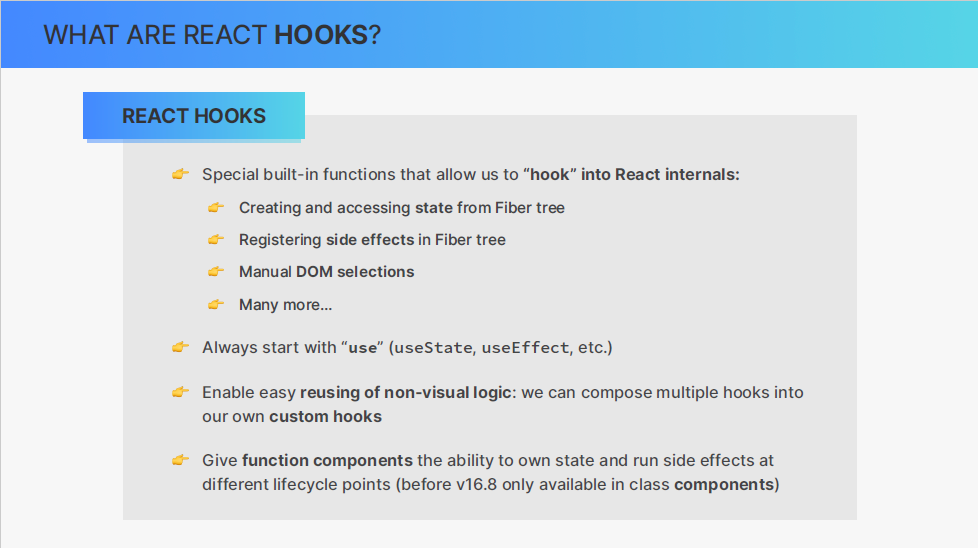 WHAT ARE REACT HOOKS?
REACT HOOKS
Special built-in functions that allow us to “hook” into React internals:
Creating and accessing state from Fiber tree
Registering side effects in Fiber tree
Manual DOM selections
Many more…
Always start with “use” (useState, useEffect, etc.)
Enable easy reusing of non-visual logic: we can compose multiple hooks into
our own custom hooks
Give function components the ability to own state and run side effects at
different lifecycle points (before v16.8 only available in class components)